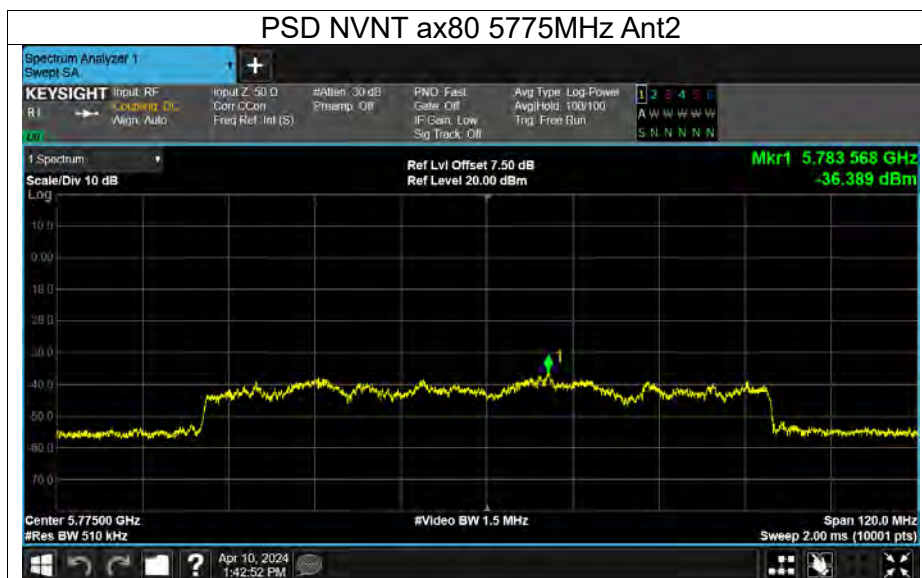 PSD NVNT ax80 5775MHz Ant2
Spectrum Analyzer 1
Swept SA
+
KEYSIGHT
R L
Input: RF
Coupling: DC
Align: Auto
Input Z: 50 Ω
Corr CCorr
Freq Ref: Int (S)
#Atten: 30 dB
Preamp: Off
PNO: Fast
Gate: Off
IF Gain: Low
Sig Track: Off
Avg Type: Log-Power
Avg|Hold: 100/100
Trig: Free Run
1 2 3 4 5 6
A W W W W W
S N N N N N
1 Spectrum
Scale/Div 10 dB
Log
Ref Lvl Offset 7.50 dB
Ref Level 20.00 dBm
Mkr1 5.783 568 GHz
-36.389 dBm
10.0
0.00
-10.0
-20.0
-30.0
-40.0
-50.0
-60.0
-70.0
1
Center 5.77500 GHz
#Res BW 510 kHz
#Video BW 1.5 MHz
Span 120.0 MHz
Sweep 2.00 ms (10001 pts)
?
Apr 10, 2024
1:42:52 PM